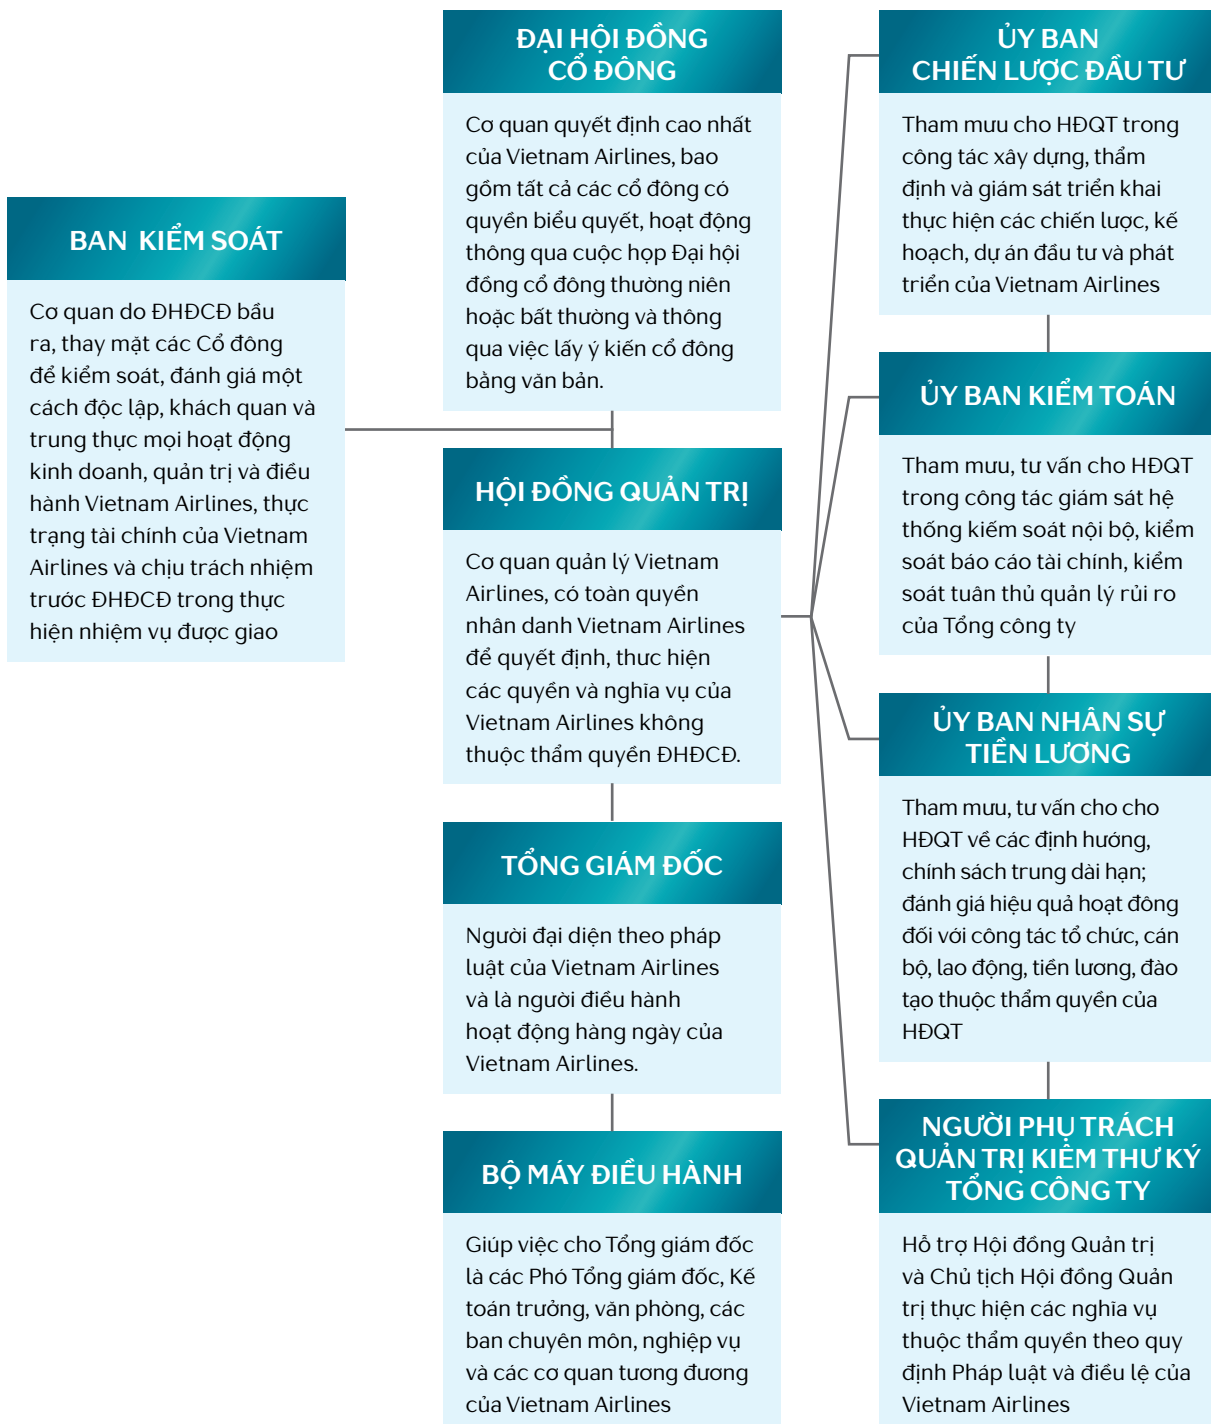 BAN KIỂM SOÁT
Cơ quan do ĐHĐCĐ bầu
ra, thay mặt các Cổ đông
để kiểm soát, đánh giá một
cách độc lập, khách quan và
trung thực mọi hoạt động
kinh doanh, quản trị và điều
hành Vietnam Airlines, thực
trạng tài chính của Vietnam
Airlines và chịu trách nhiệm
trước ĐHĐCĐ trong thực
hiện nhiệm vụ được giao
ĐẠI HỘI ĐỒNG
CỔ ĐÔNG
Cơ quan quyết định cao nhất
của Vietnam Airlines, bao
gồm tất cả các cổ đông có
quyền biểu quyết, hoạt động
thông qua cuộc họp Đại hội
đồng cổ đông thường niên
hoặc bất thường và thông
qua việc lấy ý kiến cổ đông
bằng văn bản.
HỘI ĐỒNG QUẢN TRỊ
Cơ quan quản lý Vietnam
Airlines, có toàn quyền
nhân danh Vietnam Airlines
để quyết định, thưc hiện
các quyền và nghĩa vụ của
Vietnam Airlines không
thuộc thẩm quyền ĐHĐCĐ.
TỔNG GIÁM ĐỐC
Người đại diện theo pháp
luật của Vietnam Airlines
và là người điều hành
hoạt động hàng ngày của
Vietnam Airlines.
BỘ MÁY ĐIỀU HÀNH
Giúp việc cho Tổng giám đốc
là các Phó Tổng giám đốc, Kế
toán trưởng, văn phòng, các
ban chuyên môn, nghiệp vụ
và các cơ quan tương đương
của Vietnam Airlines
ỦY BAN
CHIẾN LƯỢC ĐẦU TƯ
Tham mưu cho HĐQT trong
công tác xây dựng, thẩm
định và giám sát triển khai
thực hiện các chiến lược, kế
hoạch, dự án đầu tư và phát
triển của Vietnam Airlines
ỦY BAN KIỂM TOÁN
Tham mưu, tư vấn cho HĐQT
trong công tác giám sát hệ
thống kiếm soát nội bộ, kiểm
soát báo cáo tài chính, kiểm
soát tuân thủ quản lý rủi ro
của Tổng công ty
ỦY BAN NHÂN SỰ
TIỀN LƯƠNG
Tham mưu, tư vấn cho cho
HĐQT về các định hướng,
chính sách trung dài hạn;
đánh giá hiệu quả hoạt đông
đối với công tác tổ chức, cán
bộ, lao động, tiền lương, đào
tạo thuộc thẩm quyền của
HĐQT
NGƯỜI PHỤ TRÁCH
QUẢN TRỊ KIÊM THƯ KÝ
TỔNG CÔNG TY
Hỗ trợ Hội đồng Quản trị
và Chủ tịch Hội đồng Quản
trị thực hiện các nghĩa vụ
thuộc thẩm quyền theo quy
định Pháp luật và điều lệ của
Vietnam Airlines